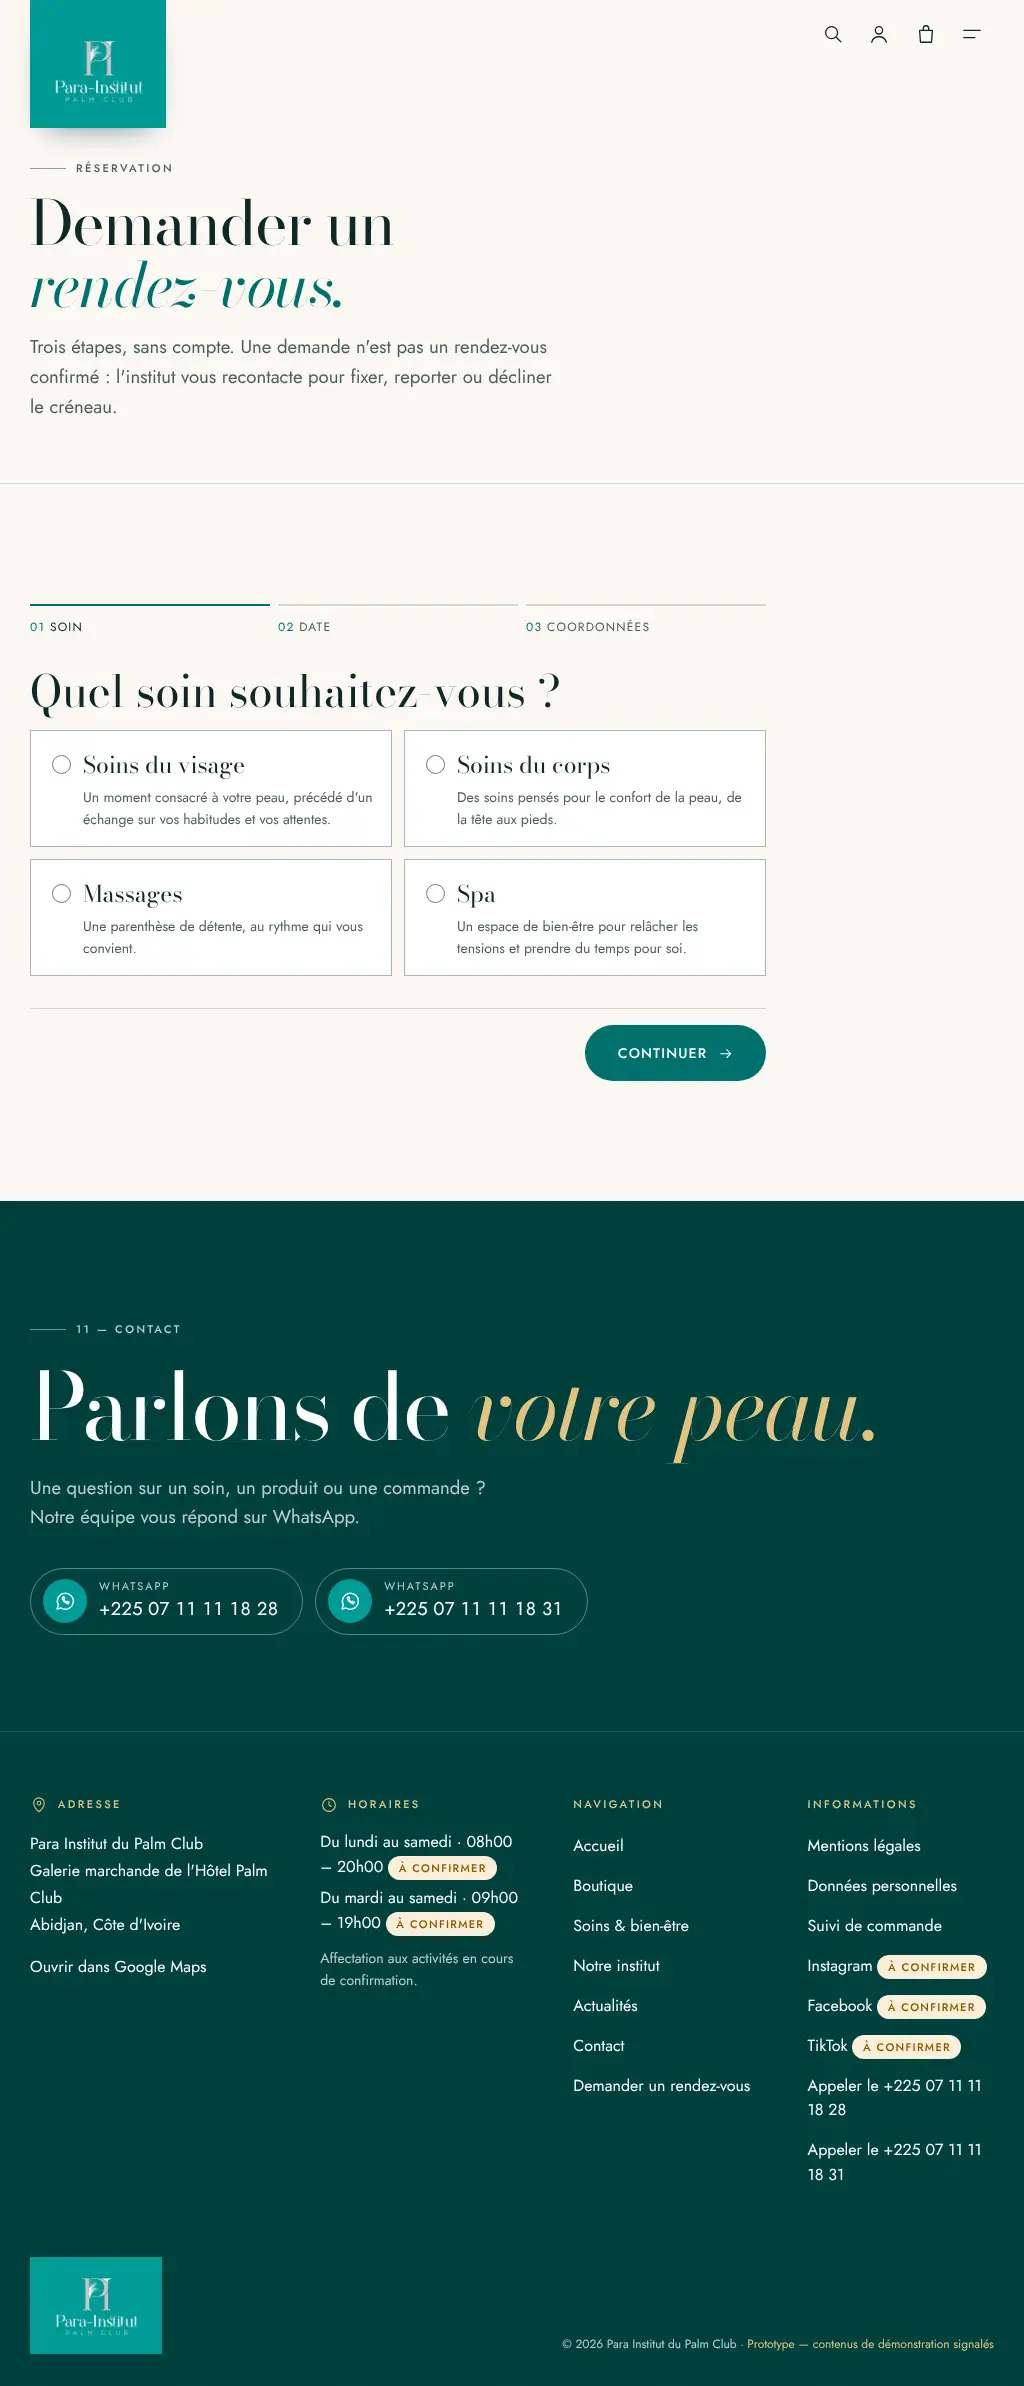 Para-Institut
PALM CLUB
RÉSERVATION
Demander un
rendez-vous.
Trois étapes, sans compte. Une demande n'est pas un rendez-vous
confirmé : l'institut vous recontacte pour fixer, reporter ou décliner
le créneau.
01 SOIN
02 DATE
03 COORDONNÉES
Quel soin souhaitez-vous ?
Soins du visage
Un moment consacré à votre peau, précédé d'un
échange sur vos habitudes et vos attentes.
Soins du corps
Des soins pensés pour le confort de la peau, de
la tête aux pieds.
Massages
Une parenthèse de détente, au rythme qui vous
convient.
Spa
Un espace de bien-être pour relâcher les
tensions et prendre du temps pour soi.
CONTINUER →
11 — CONTACT
Parlons de votre peau.
Une question sur un soin, un produit ou une commande ?
Notre équipe vous répond sur WhatsApp.
WHATSAPP
+225 07 11 11 18 28
WHATSAPP
+225 07 11 11 18 31
ADRESSE
Para Institut du Palm Club
Galerie marchande de l'Hôtel Palm
Club
Abidjan, Côte d'Ivoire
Ouvrir dans Google Maps
HORAIRES
Du lundi au samedi · 08h00
– 20h00 À CONFIRMER
Du mardi au samedi · 09h00
– 19h00 À CONFIRMER
Affectation aux activités en cours
de confirmation.
NAVIGATION
Accueil
Boutique
Soins & bien-être
Notre institut
Actualités
Contact
Demander un rendez-vous
INFORMATIONS
Mentions légales
Données personnelles
Suivi de commande
Instagram À CONFIRMER
Facebook À CONFIRMER
TikTok À CONFIRMER
Appeler le +225 07 11 11
18 28
Appeler le +225 07 11 11
18 31
Para-Institut
PALM CLUB
© 2026 Para Institut du Palm Club · Prototype — contenus de démonstration signalés